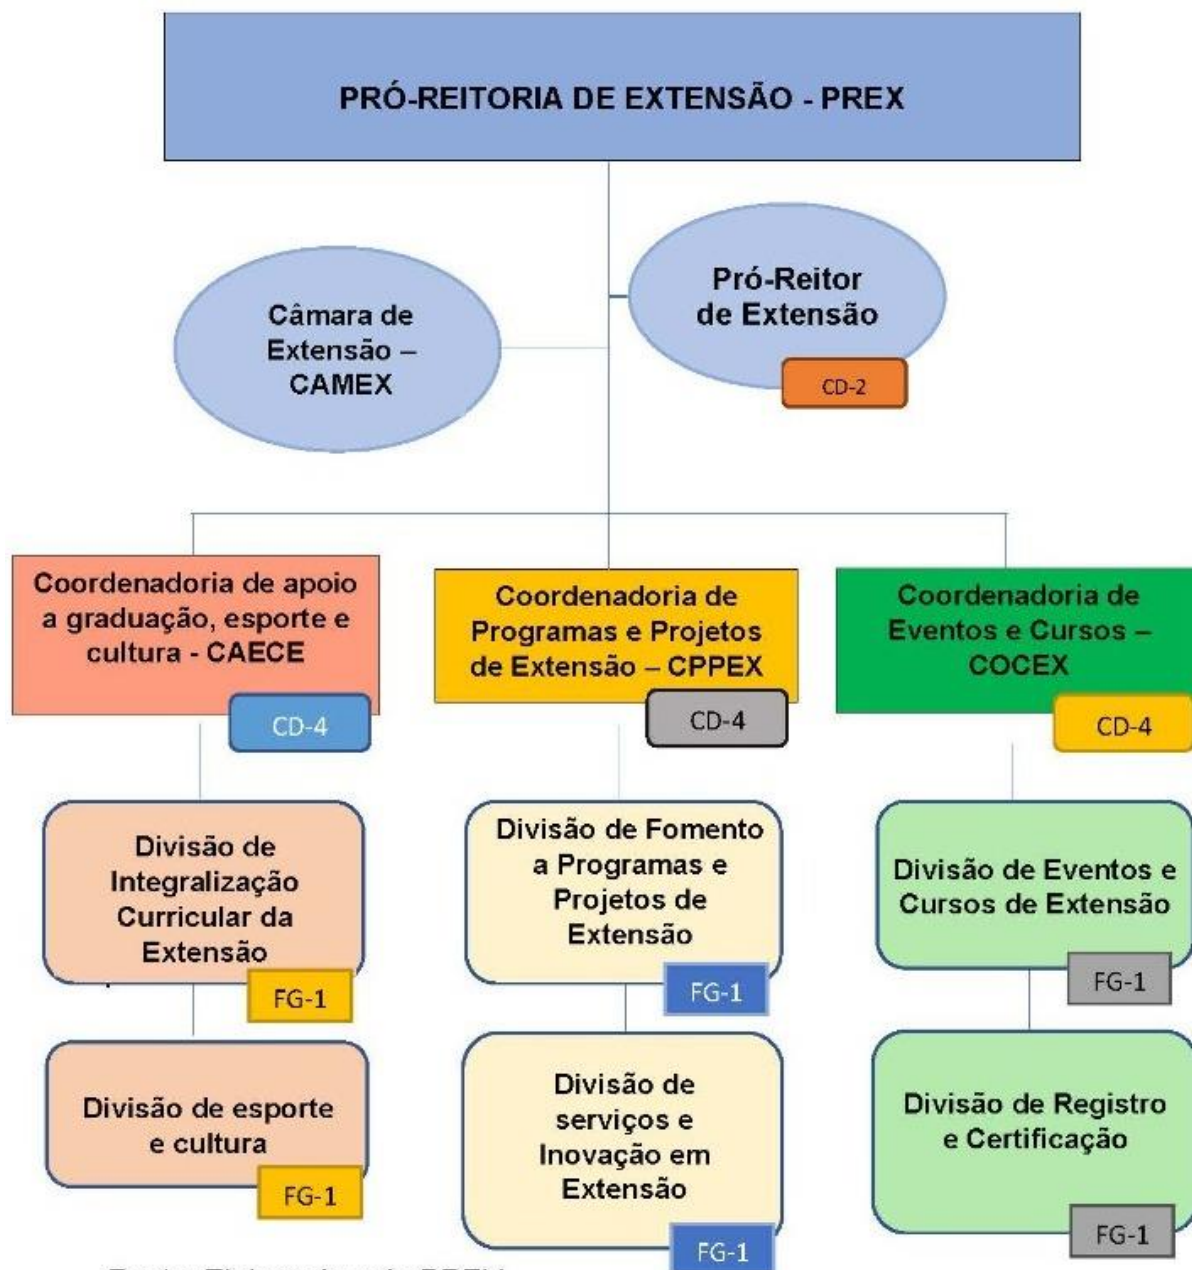 PRÓ-REITORIA DE EXTENSÃO - PREX
Pró-Reitor
de Extensão
CD-2
Câmara de
Extensão –
CAMEX
Coordenadoria de apoio
a graduação, esporte e
cultura - CAECE
CD-4
Coordenadoria de
Programas e Projetos
de Extensão – CPPEX
CD-4
Coordenadoria de
Eventos e Cursos –
COCEX
CD-4
Divisão de
Integralização
Curricular da
Extensão
FG-1
Divisão de Fomento
a Programas e
Projetos de
Extensão
FG-1
Divisão de Eventos e
Cursos de Extensão
FG-1
Divisão de esporte
e cultura
FG-1
Divisão de
serviços e
Inovação em
Extensão
FG-1
Divisão de Registro
e Certificação
FG-1